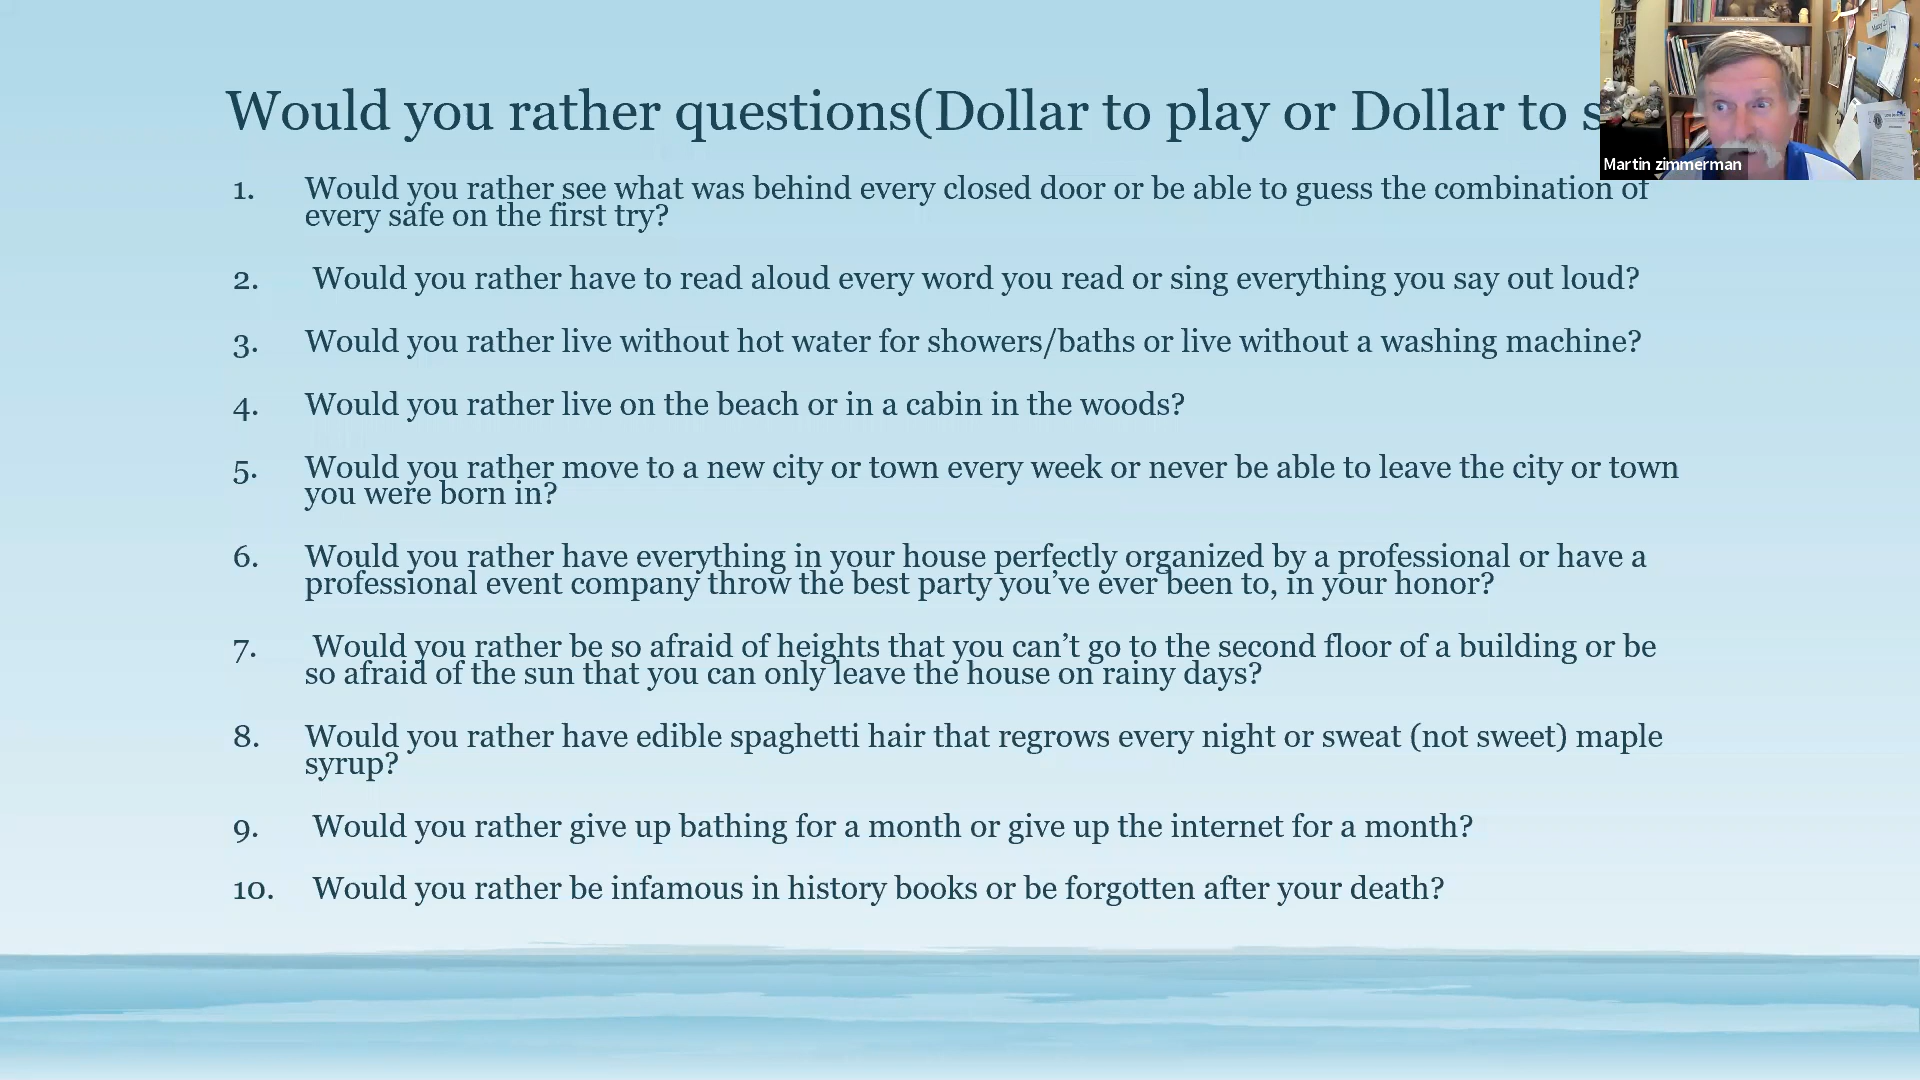 Would you rather questions(Dollar to play or Dollar to s
Martin zimmerman
1. Would you rather see what was behind every closed door or be able to guess the combination of
every safe on the first try?
2. Would you rather have to read aloud every word you read or sing everything you say out loud?
3. Would you rather live without hot water for showers/baths or live without a washing machine?
4. Would you rather live on the beach or in a cabin in the woods?
5. Would you rather move to a new city or town every week or never be able to leave the city or town
you were born in?
6. Would you rather have everything in your house perfectly organized by a professional or have a
professional event company throw the best party you’ve ever been to, in your honor?
7. Would you rather be so afraid of heights that you can’t go to the second floor of a building or be
so afraid of the sun that you can only leave the house on rainy days?
8. Would you rather have edible spaghetti hair that regrows every night or sweat (not sweet) maple
syrup?
9. Would you rather give up bathing for a month or give up the internet for a month?
10. Would you rather be infamous in history books or be forgotten after your death?